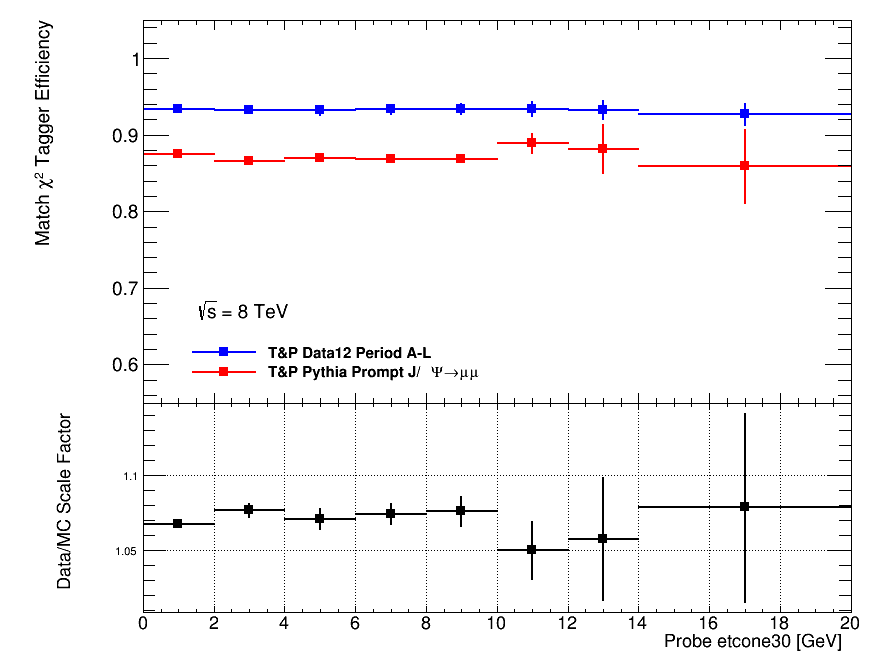 Match χ² Tagger Efficiency
1
0.9
0.8
0.7
0.6
√s = 8 TeV
T&P Data12 Period A-L
T&P Pythia Prompt J/ Ψ→μμ
Data/MC Scale Factor
1.1
1.05
0 2 4 6 8 10 12 14 16 18 20
Probe etcone30 [GeV]